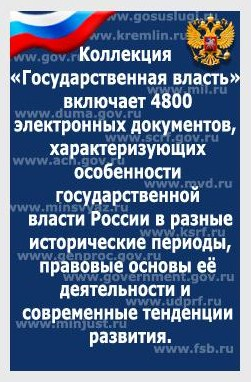 www.gosuslugi.ru
www.kremlin.ru
Коллекция
«Государственная власть»
www.mil.ru
включает 4800
www.duma.gov.ru
электронных документов,
www.scrf.gov.ru
характеризующих
www.ach.gov.ru
особенности
www.mvd.ru
государственной
www.minsvyaz.ru
власти России в разные
www.ksrf.ru
исторические периоды,
www.genproc.gov.ru
правовые основы её
www.government.ru
деятельности и
www.udprf.ru
современные тенденции
www.minjust.ru
развития.
www.fsb.ru